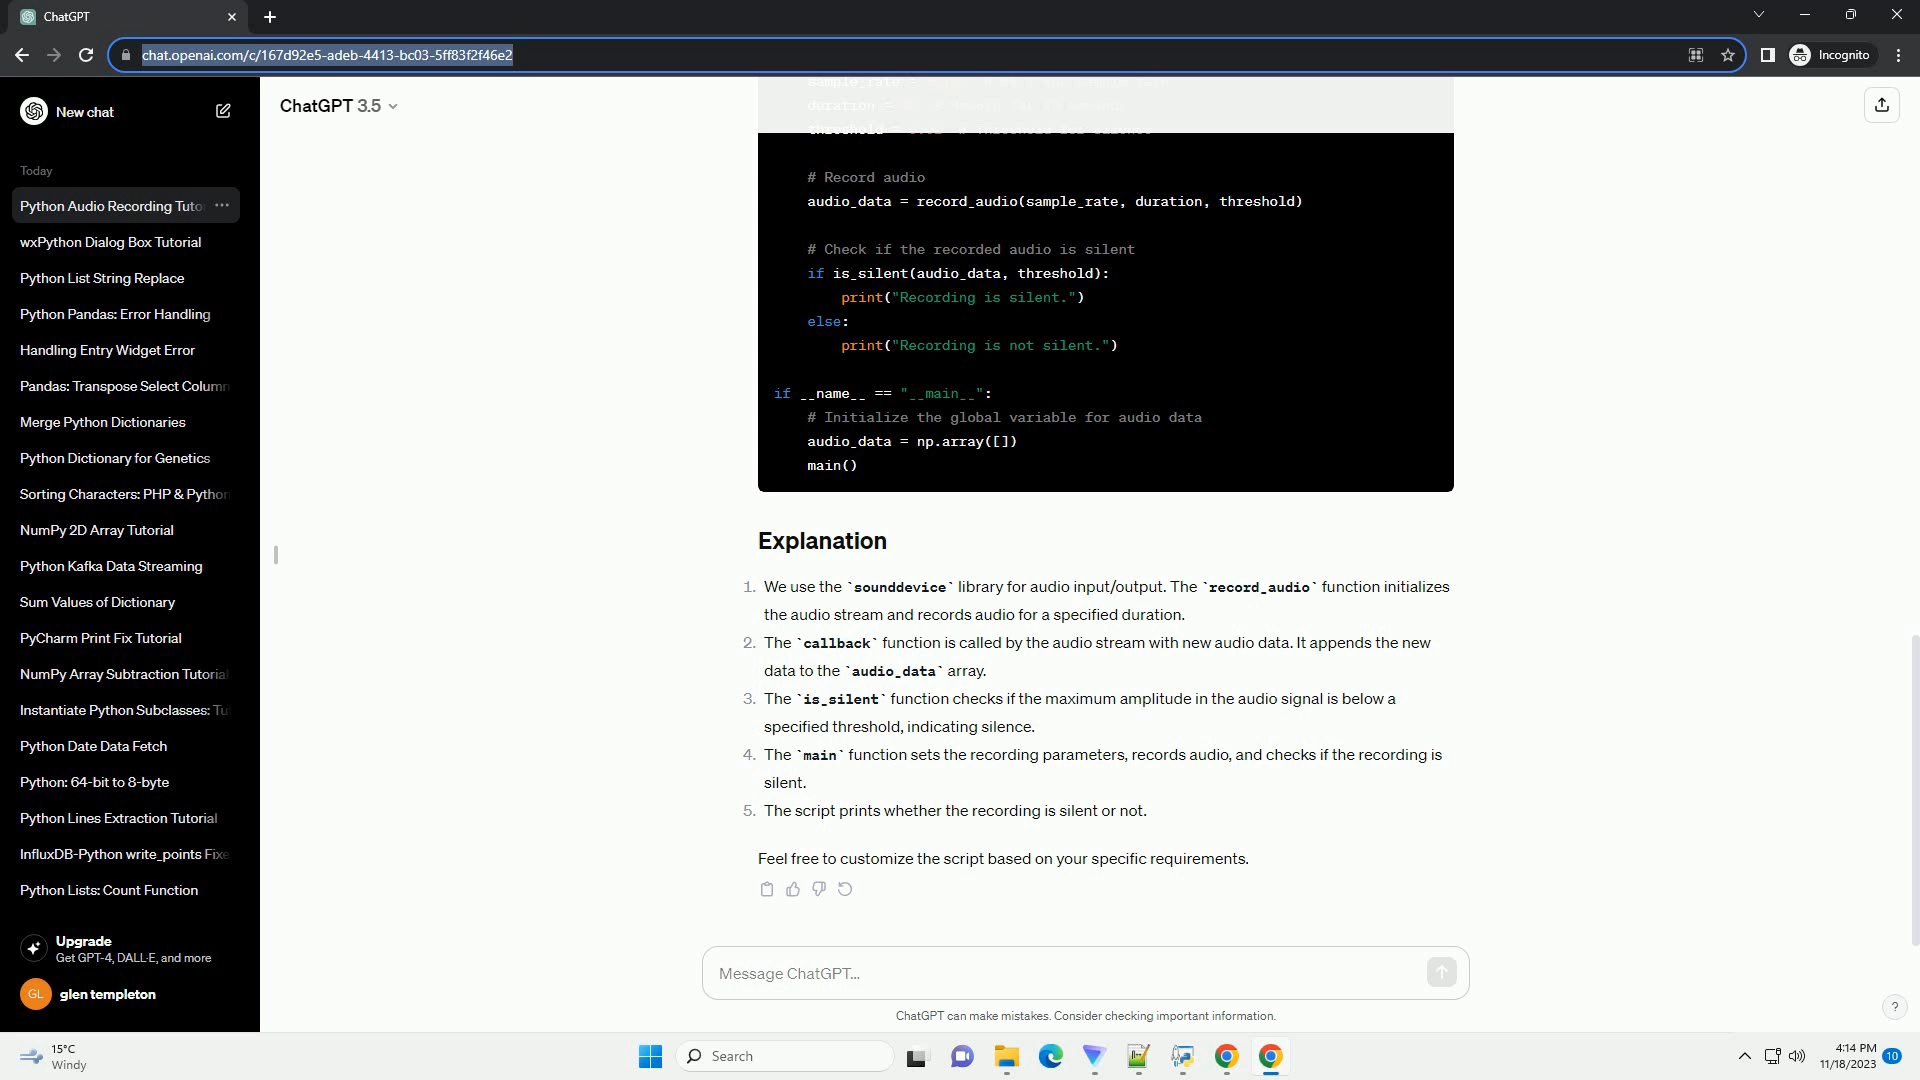 ChatGPT
chat.openai.com/c/167d92e5-adeb-4413-bc03-5ff83f2f46e2
Incognito
New chat
Today
Python Audio Recording Tuto
wxPython Dialog Box Tutorial
Python List String Replace
Python Pandas: Error Handling
Handling Entry Widget Error
Pandas: Transpose Select Column
Merge Python Dictionaries
Python Dictionary for Genetics
Sorting Characters: PHP & Python
NumPy 2D Array Tutorial
Python Kafka Data Streaming
Sum Values of Dictionary
PyCharm Print Fix Tutorial
NumPy Array Subtraction Tutorial
Instantiate Python Subclasses: Tu
Python Date Data Fetch
Python: 64-bit to 8-byte
Python Lines Extraction Tutorial
InfluxDB-Python write_points Fixe
Python Lists: Count Function
Upgrade
Get GPT-4, DALL·E, and more
GL glen templeton
ChatGPT 3.5
sample_rate
duration =
# Record audio
audio_data = record_audio(sample_rate, duration, threshold)
# Check if the recorded audio is silent
if is_silent(audio_data, threshold):
print("Recording is silent.")
else:
print("Recording is not silent.")
if __name__ == "__main__":
# Initialize the global variable for audio data
audio_data = np.array([])
main()
Explanation
1. We use the `sounddevice` library for audio input/output. The `record_audio` function initializes
the audio stream and records audio for a specified duration.
2. The `callback` function is called by the audio stream with new audio data. It appends the new
data to the `audio_data` array.
3. The `is_silent` function checks if the maximum amplitude in the audio signal is below a
specified threshold, indicating silence.
4. The `main` function sets the recording parameters, records audio, and checks if the recording is
silent.
5. The script prints whether the recording is silent or not.
Feel free to customize the script based on your specific requirements.
Message ChatGPT...
ChatGPT can make mistakes. Consider checking important information.
?
15°C
Windy
Search
4:14 PM
11/18/2023
10